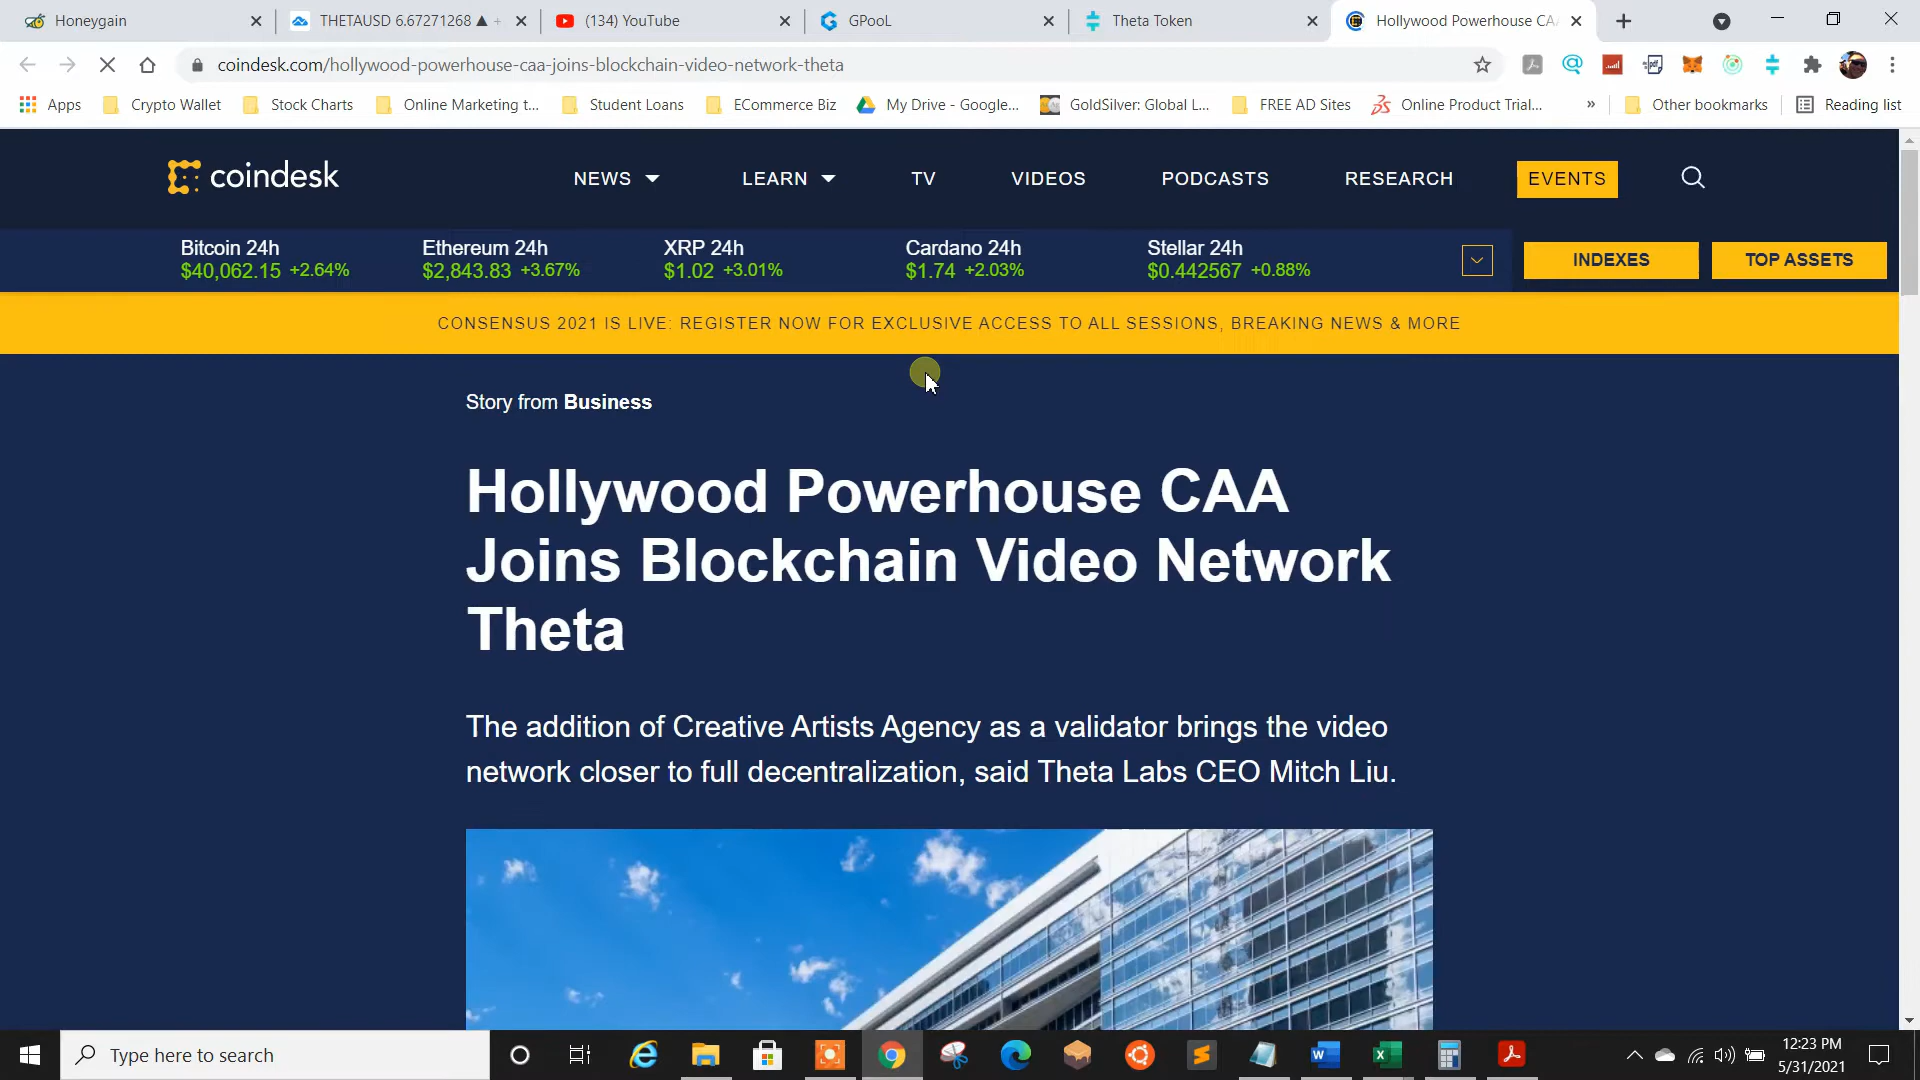 Honeygain
THETAUSD 6.67271268 ▲ +
(134) YouTube
GPooL
Theta Token
Hollywood Powerhouse CAA
coindesk.com/hollywood-powerhouse-caa-joins-blockchain-video-network-theta
Apps
Crypto Wallet
Stock Charts
Online Marketing t...
Student Loans
ECommerce Biz
My Drive - Google...
GoldSilver: Global L...
FREE AD Sites
Online Product Trial...
»
Other bookmarks
Reading list
coindesk
NEWS
LEARN
TV
VIDEOS
PODCASTS
RESEARCH
EVENTS
Bitcoin 24h
$40,062.15 +2.64%
Ethereum 24h
$2,843.83 +3.67%
XRP 24h
$1.02 +3.01%
Cardano 24h
$1.74 +2.03%
Stellar 24h
$0.442567 +0.88%
INDEXES
TOP ASSETS
CONSENSUS 2021 IS LIVE: REGISTER NOW FOR EXCLUSIVE ACCESS TO ALL SESSIONS, BREAKING NEWS & MORE
Story from Business
Hollywood Powerhouse CAA
Joins Blockchain Video Network
Theta
The addition of Creative Artists Agency as a validator brings the video
network closer to full decentralization, said Theta Labs CEO Mitch Liu.
Type here to search
12:23 PM
5/31/2021